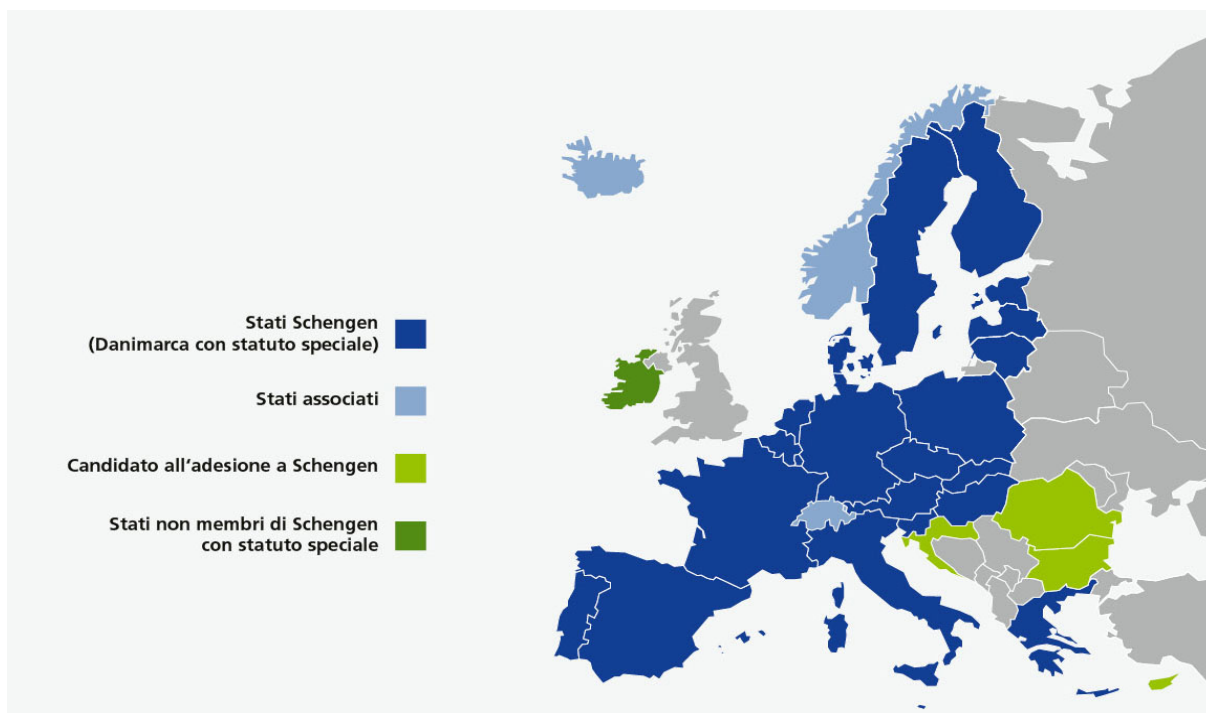 Stati Schengen
(Danimarca con statuto speciale)
Stati associati
Candidato all'adesione a Schengen
Stati non membri di Schengen
con statuto speciale